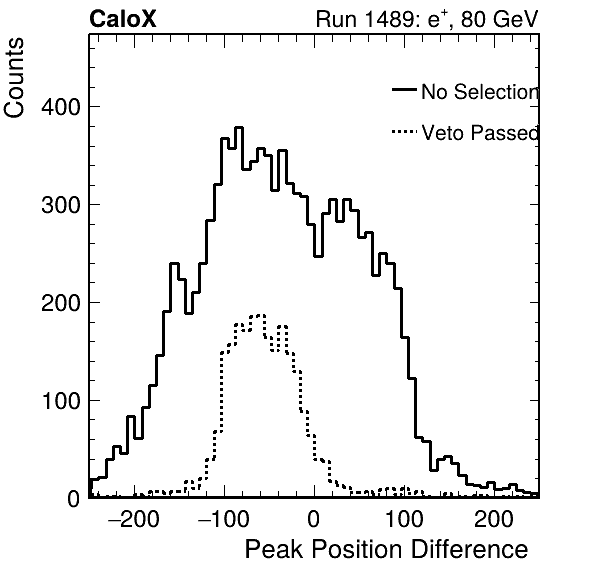 CaloX Run 1489: e+, 80 GeV
Counts
No Selection
Veto Passed
400
300
200
100
0
−200 −100 0 100 200
Peak Position Difference